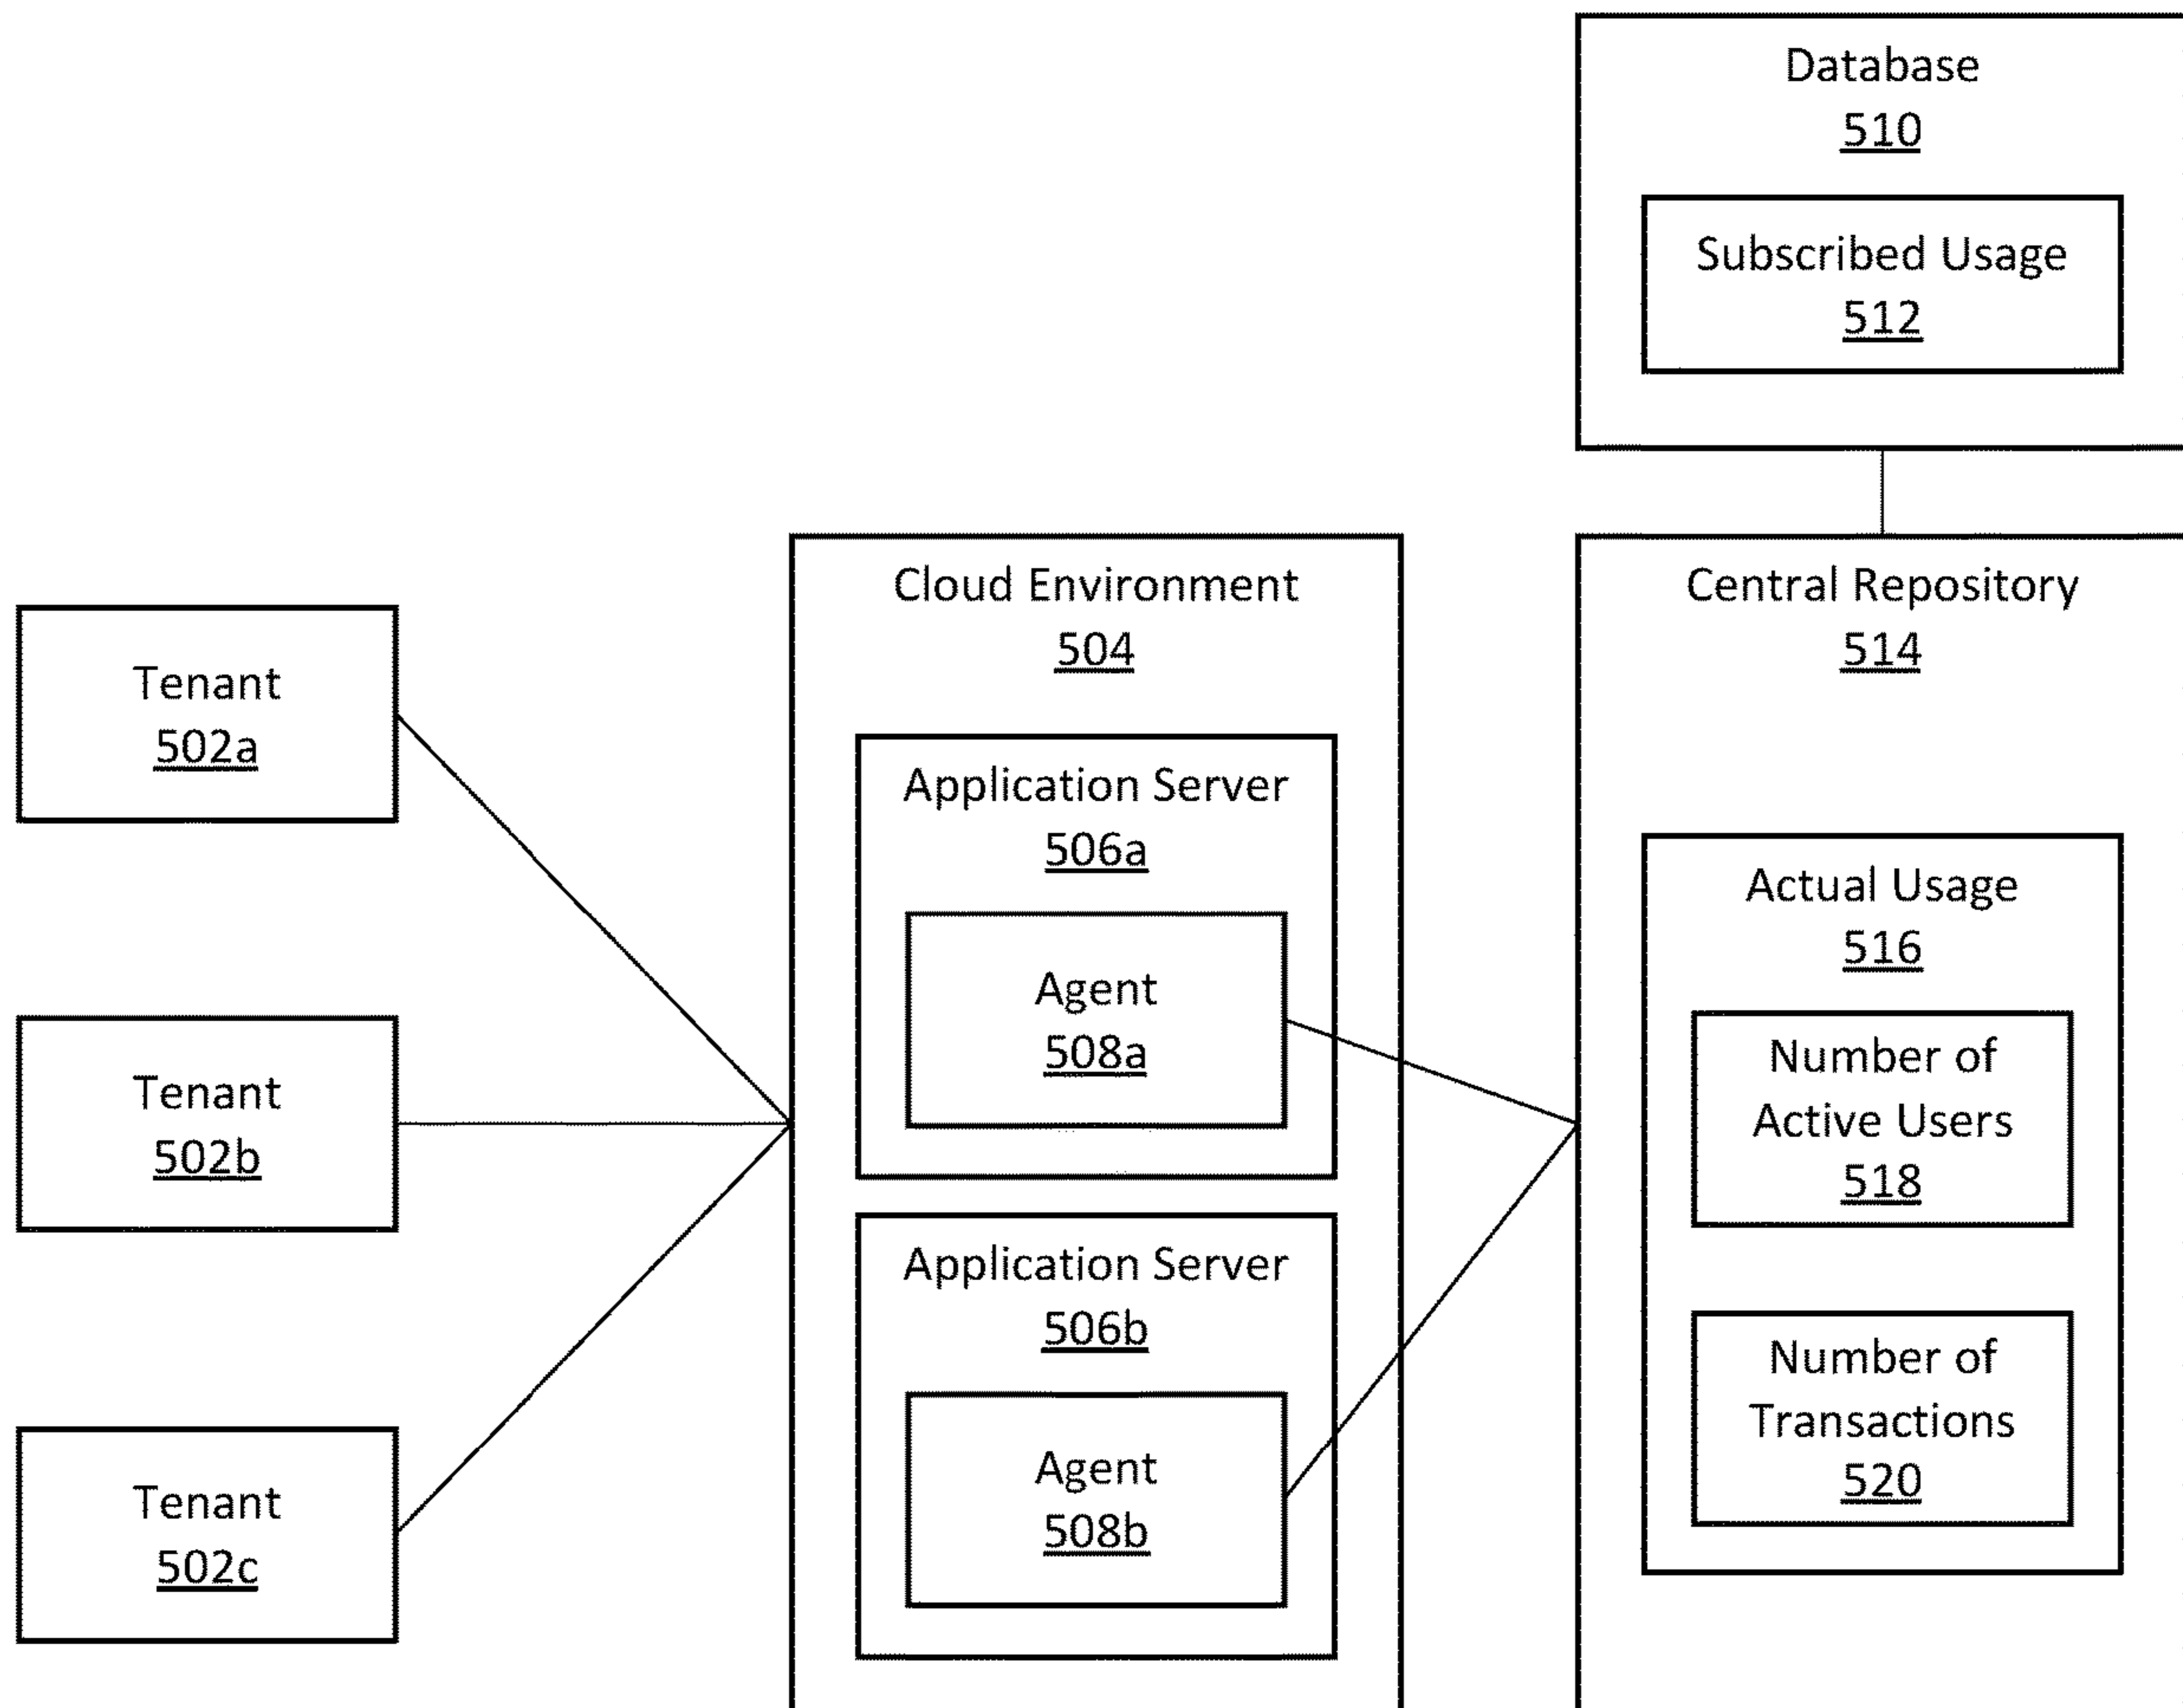 Database
510
Subscribed Usage
512
Cloud Environment
504
Central Repository
514
Tenant
502a
Application Server
506a
Actual Usage
516
Agent
508a
Number of
Active Users
518
Tenant
502b
Application Server
506b
Number of
Transactions
520
Agent
508b
Tenant
502c